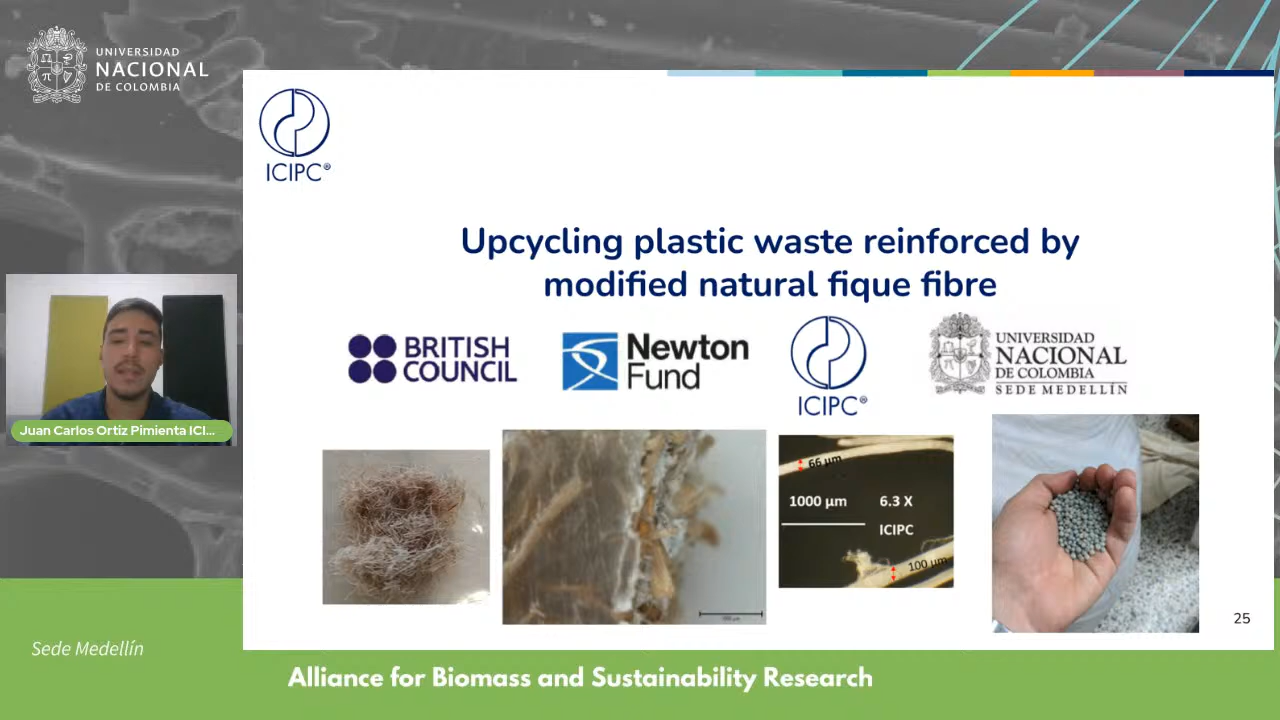 UNIVERSIDAD
NACIONAL
DE COLOMBIA
ICIPC®
Upcycling plastic waste reinforced by
modified natural fique fibre
BRITISH
COUNCIL
Newton
Fund
ICIPC®
UNIVERSIDAD
NACIONAL
DE COLOMBIA
SEDE MEDELLÍN
Juan Carlos Ortiz Pimienta ICI...
66 µm
1000 µm 6.3 X
ICIPC
100 µm
25
Sede Medellín
Alliance for Biomass and Sustainability Research